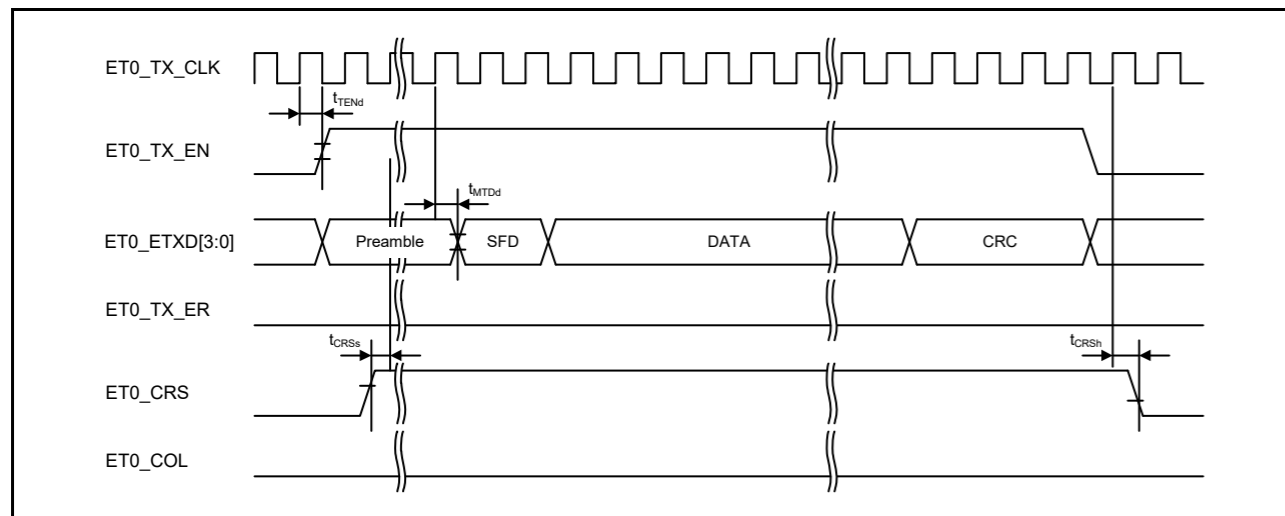 ET0_TX_CLK
tTENd
ET0_TX_EN
tMTDd
ET0_ETXD[3:0] Preamble SFD DATA CRC
ET0_TX_ER
tCRSs tCRSh
ET0_CRS
ET0_COL